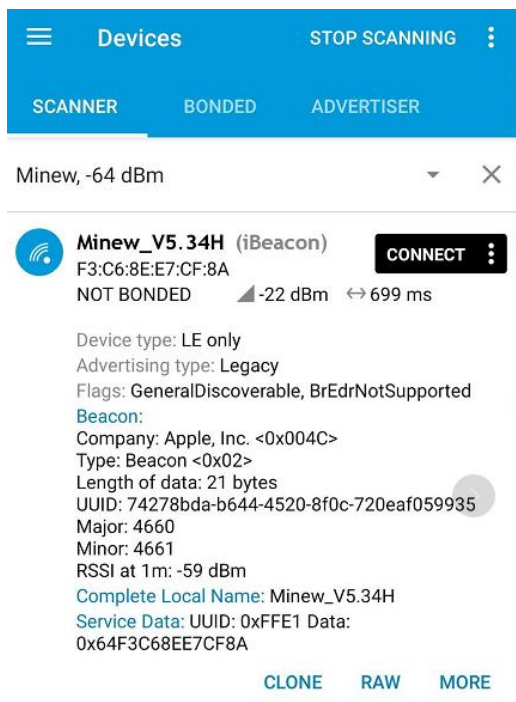 Devices STOP SCANNING
SCANNER BONDED ADVERTISER
Minew, -64 dBm
Minew_V5.34H (iBeacon)
CONNECT
F3:C6:8E:E7:CF:8A
NOT BONDED -22 dBm 699 ms
Device type: LE only
Advertising type: Legacy
Flags: GeneralDiscoverable, BrEdrNotSupported
Beacon:
Company: Apple, Inc. <0x004C>
Type: Beacon <0x02>
Length of data: 21 bytes
UUID: 74278bda-b644-4520-8f0c-720eaf059935
Major: 4660
Minor: 4661
RSSI at 1m: -59 dBm
Complete Local Name: Minew_V5.34H
Service Data: UUID: 0xFFE1 Data:
0x64F3C68EE7CF8A
CLONE RAW MORE